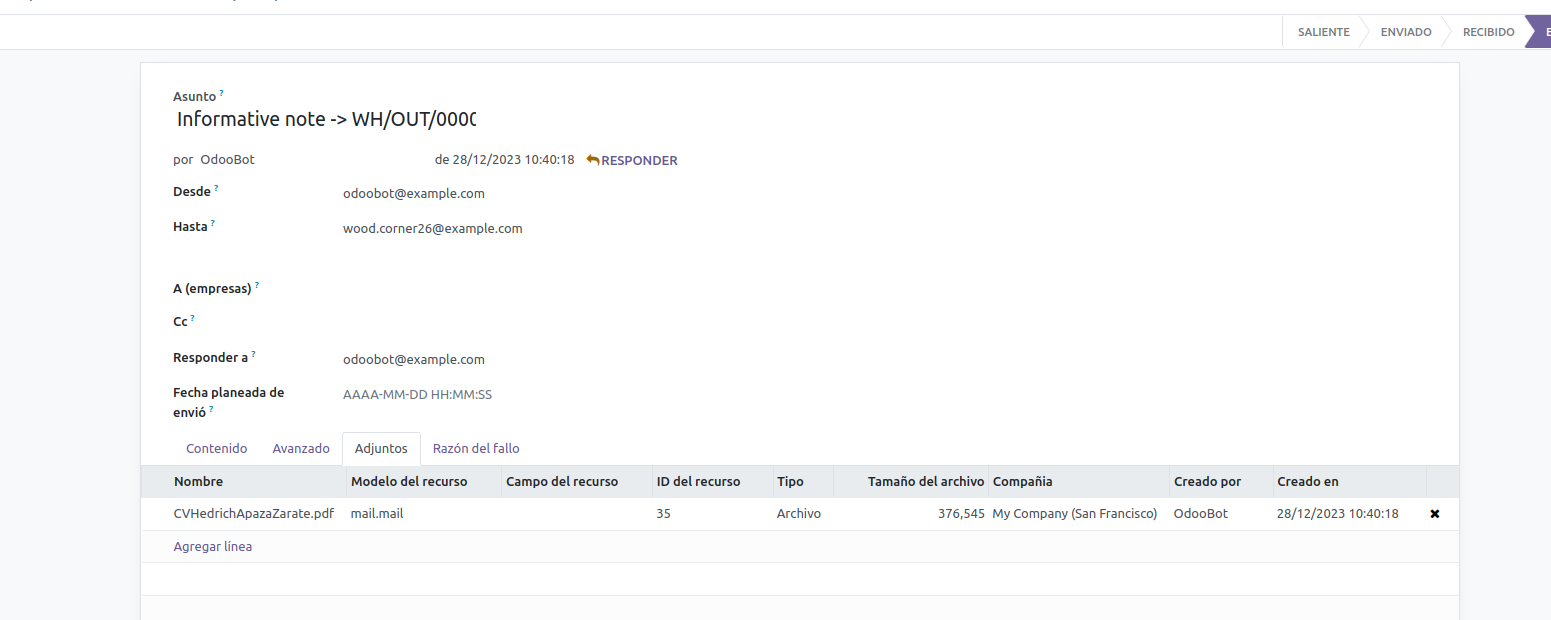 SALIENTE ENVIADO RECIBIDO
Asunto ?
Informative note -> WH/OUT/000
por OdooBot de 28/12/2023 10:40:18 RESPONDER
Desde ? odoobot@example.com
Hasta ? wood.corner26@example.com
A (empresas) ?
Cc ?
Responder a ? odoobot@example.com
Fecha planeada de AAAA-MM-DD HH:MM:SS
envió ?
Contenido Avanzado Adjuntos Razón del fallo
Nombre Modelo del recurso Campo del recurso ID del recurso Tipo Tamaño del archivo Compañia Creado por Creado en
CVHedrichApazaZarate.pdf mail.mail 35 Archivo 376,545 My Company (San Francisco) OdooBot 28/12/2023 10:40:18
Agregar línea